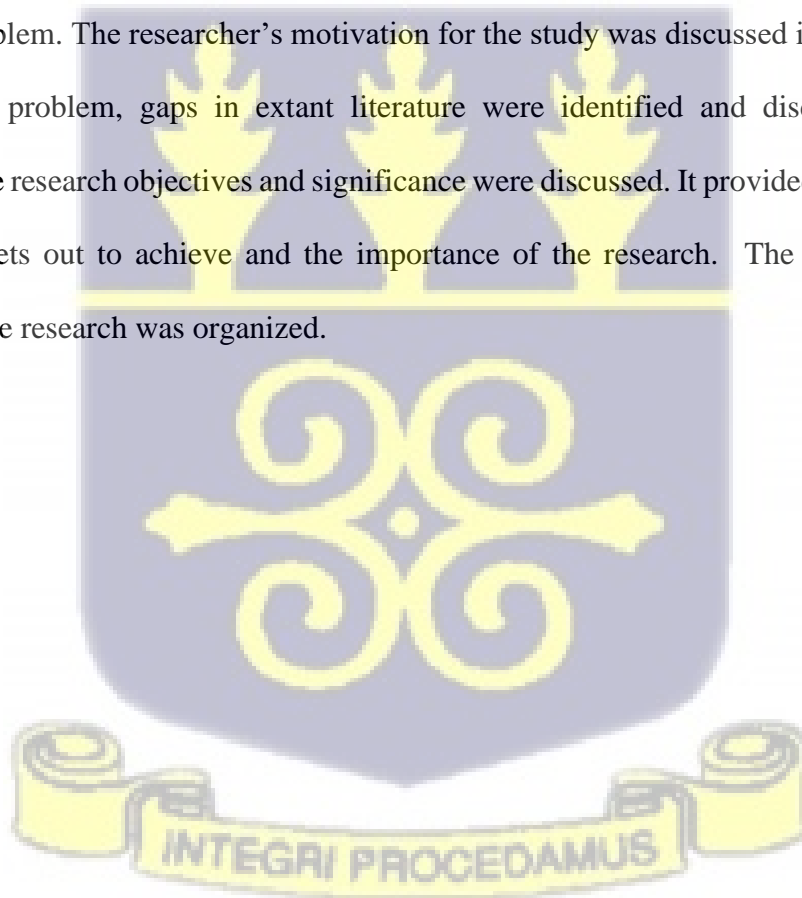 blem. The researcher’s motivation for the study was discussed i
problem, gaps in extant literature were identified and disc
e research objectives and significance were discussed. It provided
ets out to achieve and the importance of the research. The
e research was organized.
INTEGRI PROCEDAMUS